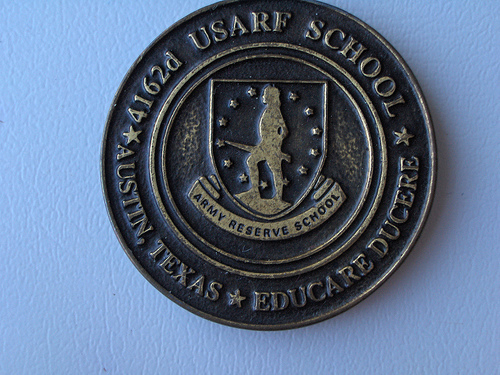 4162d USARF SCHOOL
AUSTIN, TEXAS
EDUCARE DUCERE
ARMY RESERVE SCHOOL